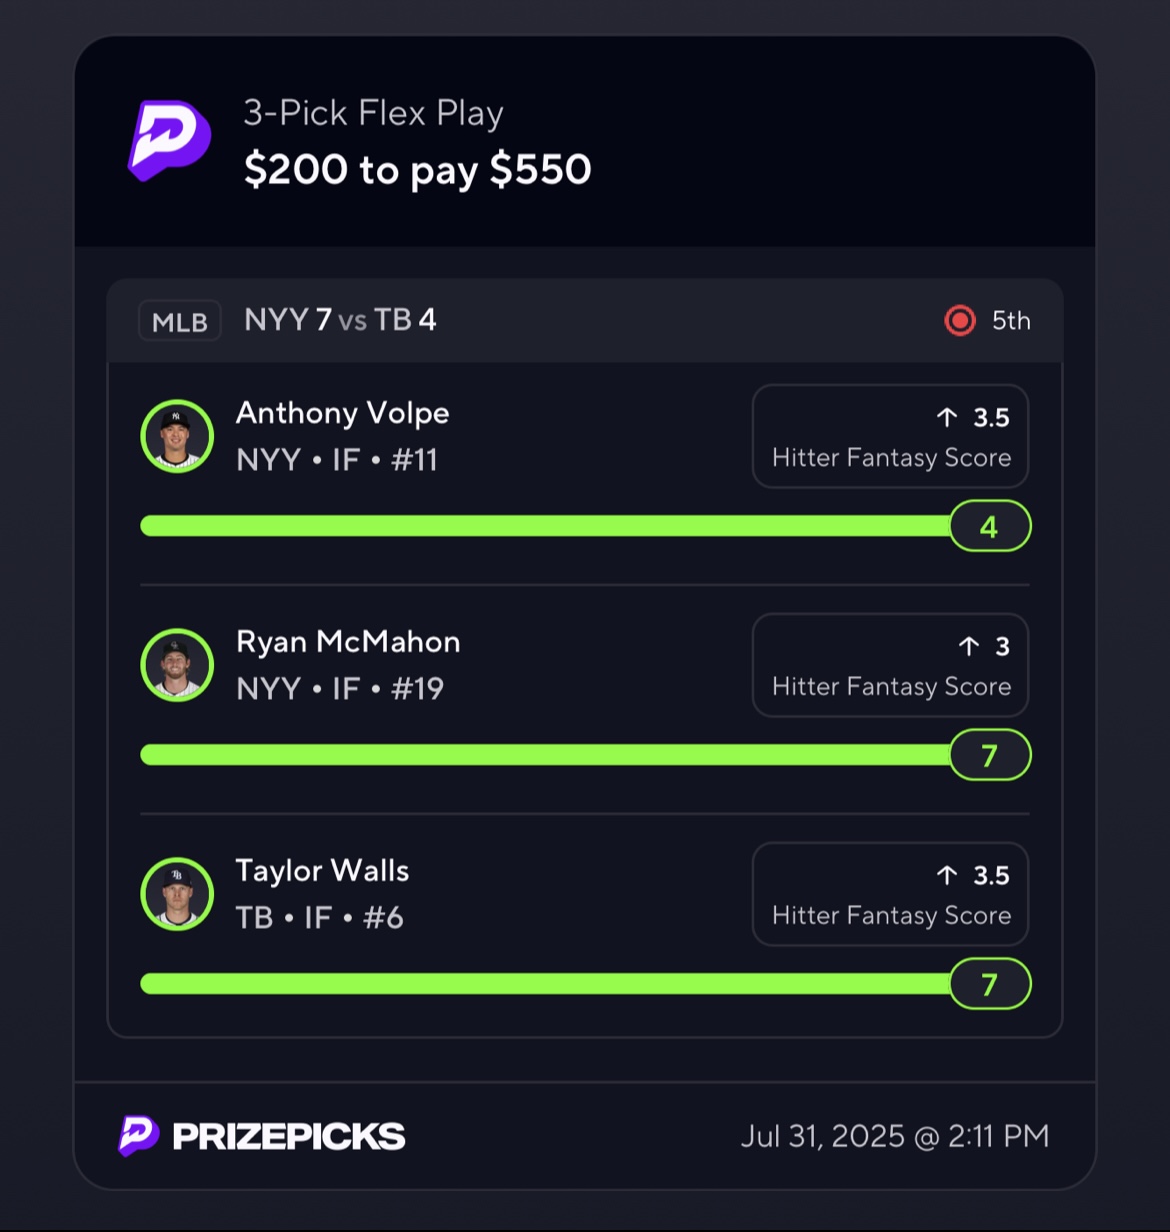 3-Pick Flex Play
$200 to pay $550
MLB NYY 7 vs TB 4 5th
Anthony Volpe
NYY • IF • #11
↑ 3.5
Hitter Fantasy Score
4
Ryan McMahon
NYY • IF • #19
↑ 3
Hitter Fantasy Score
7
Taylor Walls
TB • IF • #6
↑ 3.5
Hitter Fantasy Score
7
PRIZEPICKS Jul 31, 2025 @ 2:11 PM